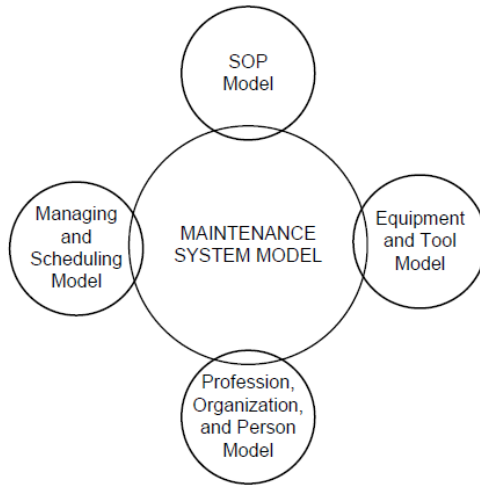 SOP
Model
Managing
and
Scheduling
Model
MAINTENANCE
SYSTEM MODEL
Equipment
and Tool
Model
Profession,
Organization,
and Person
Model